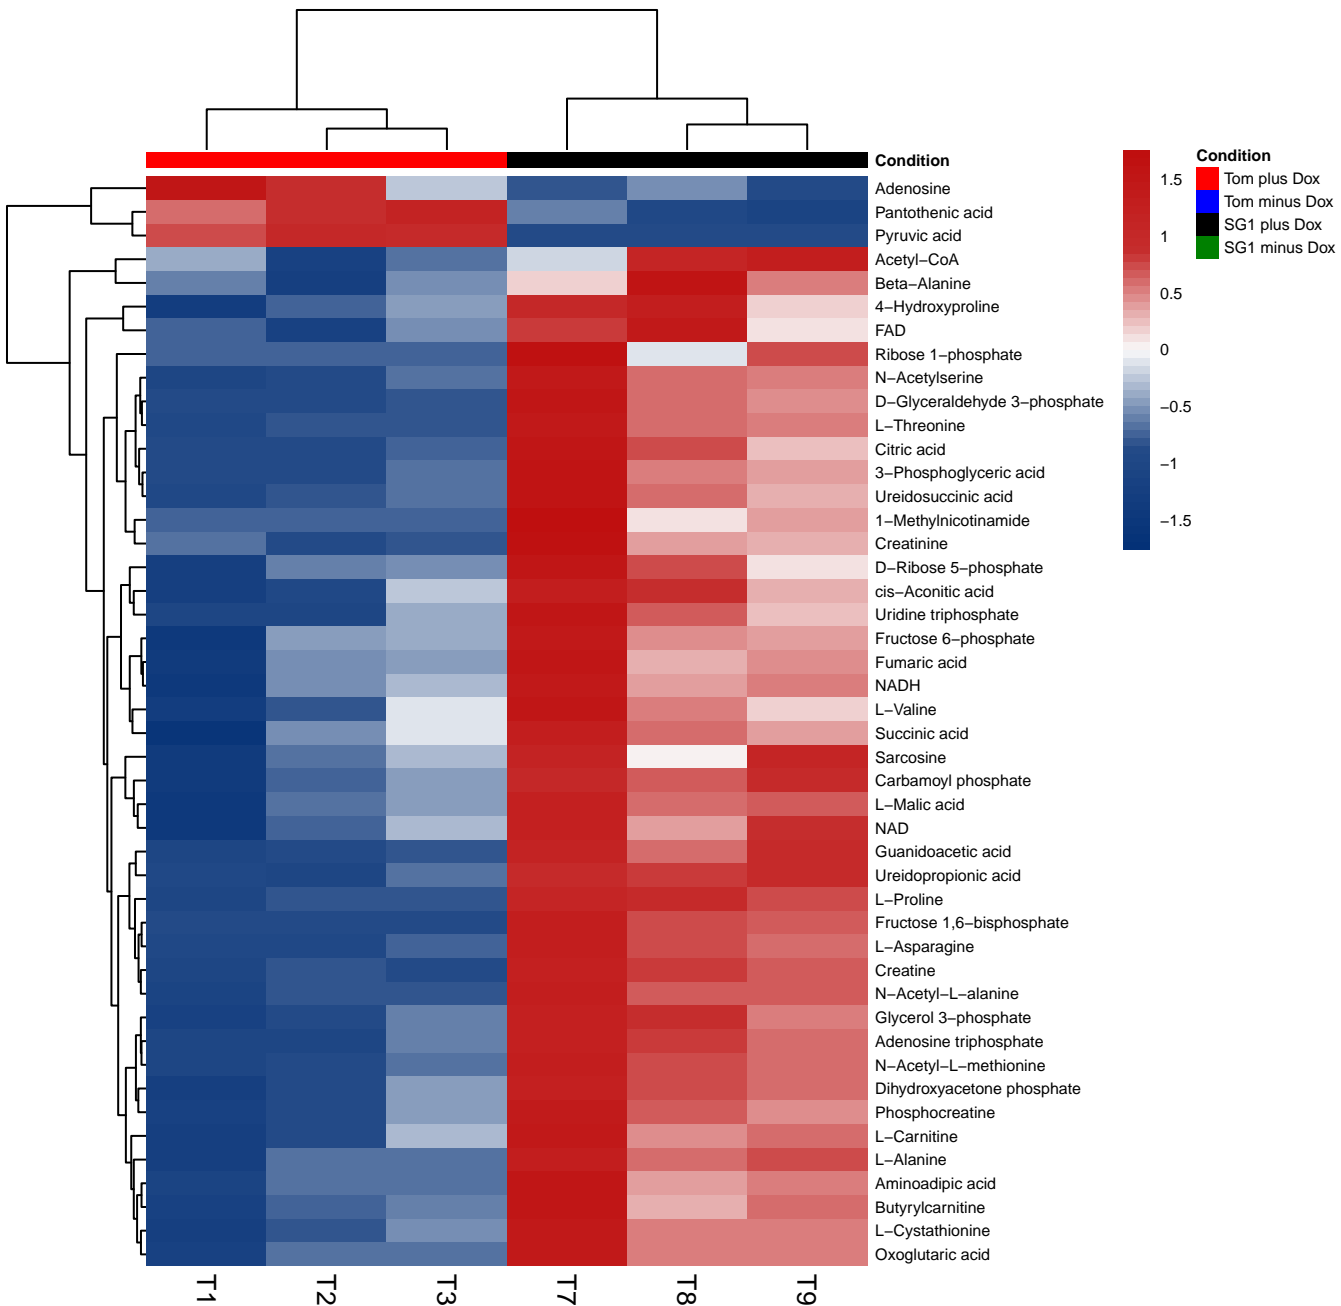 Condition
Adenosine
Pantothenic acid
Pyruvic acid
Acetyl−CoA
Beta−Alanine
4−Hydroxyproline
FAD
Ribose 1−phosphate
N−Acetylserine
D−Glyceraldehyde 3−phosphate
L−Threonine
Citric acid
3−Phosphoglyceric acid
Ureidosuccinic acid
1−Methylnicotinamide
Creatinine
D−Ribose 5−phosphate
cis−Aconitic acid
Uridine triphosphate
Fructose 6−phosphate
Fumaric acid
NADH
L−Valine
Succinic acid
Sarcosine
Carbamoyl phosphate
L−Malic acid
NAD
Guanidoacetic acid
Ureidopropionic acid
L−Proline
Fructose 1,6−bisphosphate
L−Asparagine
Creatine
N−Acetyl−L−alanine
Glycerol 3−phosphate
Adenosine triphosphate
N−Acetyl−L−methionine
Dihydroxyacetone phosphate
Phosphocreatine
L−Carnitine
L−Alanine
Aminoadipic acid
Butyrylcarnitine
L−Cystathionine
Oxoglutaric acid
T1
T2
T3
T7
T8
T9
1.5
1
0.5
0
−0.5
−1
−1.5
Condition
Tom plus Dox
Tom minus Dox
SG1 plus Dox
SG1 minus Dox